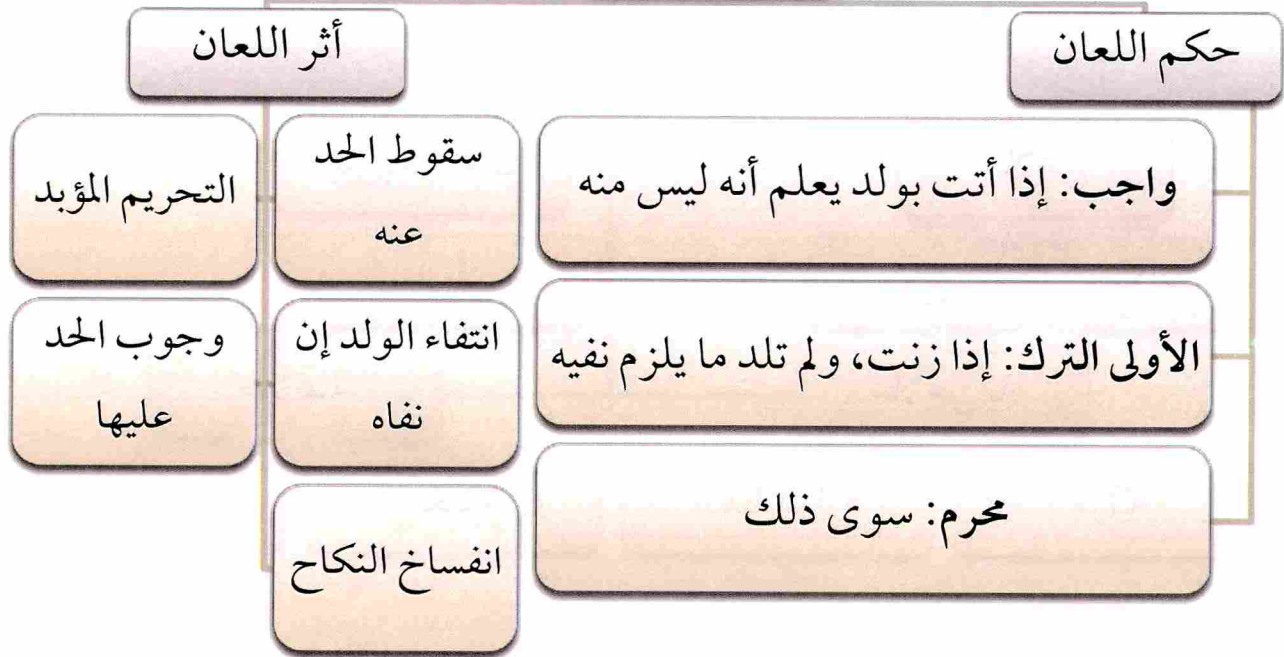 حكم اللعان
واجب: إذا أتت بولد يعلم أنه ليس منه
الأولى الترك: إذا زنت، ولم تلد ما يلزم نفيه
محرم: سوى ذلك
أثر اللعان
سقوط الحد
عنه
التحريم المؤبد
انتفاء الولد إن
نفاه
وجوب الحد
عليها
انفساخ النكاح